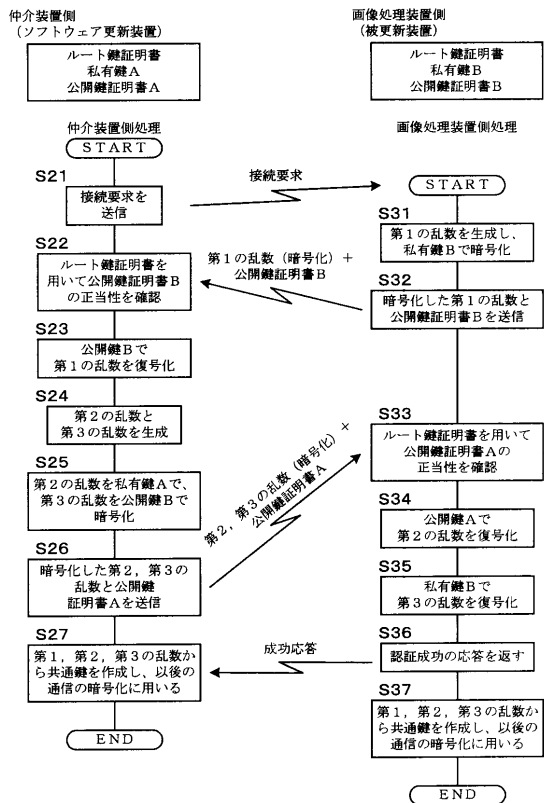 仲介装置側
(ソフトウェア更新装置)
ルート鍵証明書
私有鍵A
公開鍵証明書A
仲介装置側処理
START
S21
接続要求を
送信
S22
ルート鍵証明書を
用いて公開鍵証明書B
の正当性を確認
S23
公開鍵Bで
第1の乱数を復号化
S24
第2の乱数と
第3の乱数を生成
S25
第2の乱数を私有鍵Aで、
第3の乱数を公開鍵Bで
暗号化
S26
暗号化した第2,第3の
乱数と公開鍵
証明書Aを送信
S27
第1,第2,第3の乱数か
ら共通鍵を作成し、以後の
通信の暗号化に用いる
END
接続要求
第1の乱数(暗号化)+
公開鍵証明書B
第2,第3の乱数(暗号化)+
公開鍵証明書A
成功応答
画像処理装置側
(被更新装置)
ルート鍵証明書
私有鍵B
公開鍵証明書B
画像処理装置側処理
START
S31
第1の乱数を生成し、
私有鍵Bで暗号化
S32
暗号化した第1の乱数と
公開鍵証明書Bを送信
S33
ルート鍵証明書を用いて
公開鍵証明書Aの
正当性を確認
S34
公開鍵Aで
第2の乱数を復号化
S35
私有鍵Bで
第3の乱数を復号化
S36
認証成功の応答を返す
S37
第1,第2,第3の乱数か
ら共通鍵を作成し、以後の
通信の暗号化に用いる
END